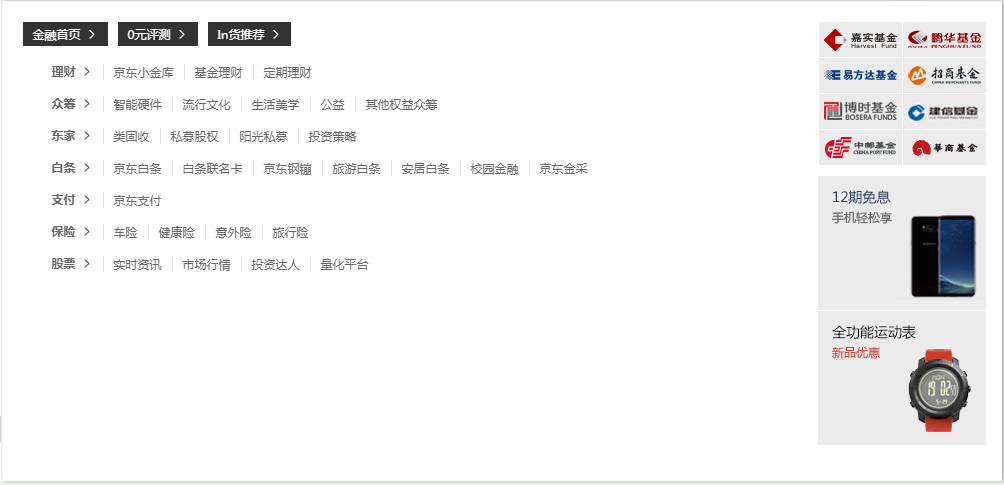 金融首页 > 0元评测 > In货推荐 >
理财 > 京东小金库 基金理财 定期理财
众筹 > 智能硬件 流行文化 生活美学 公益 其他权益众筹
东家 > 类固收 私募股权 阳光私募 投资策略
白条 > 京东白条 白条联名卡 京东钢镚 旅游白条 安居白条 校园金融 京东金采
支付 > 京东支付
保险 > 车险 健康险 意外险 旅行险
股票 > 实时资讯 市场行情 投资达人 量化平台
嘉实基金 鹏华基金
Harvest Fund PENGHUA FUND
易方达基金 招商基金
CHINA MERCHANTS FUND
博时基金 建信基金
BOSERA FUNDS
中邮基金 華商基金
CHINA POST FUND
12期免息
手机轻松享
全功能运动表
新品优惠
MON
19 02
5-14